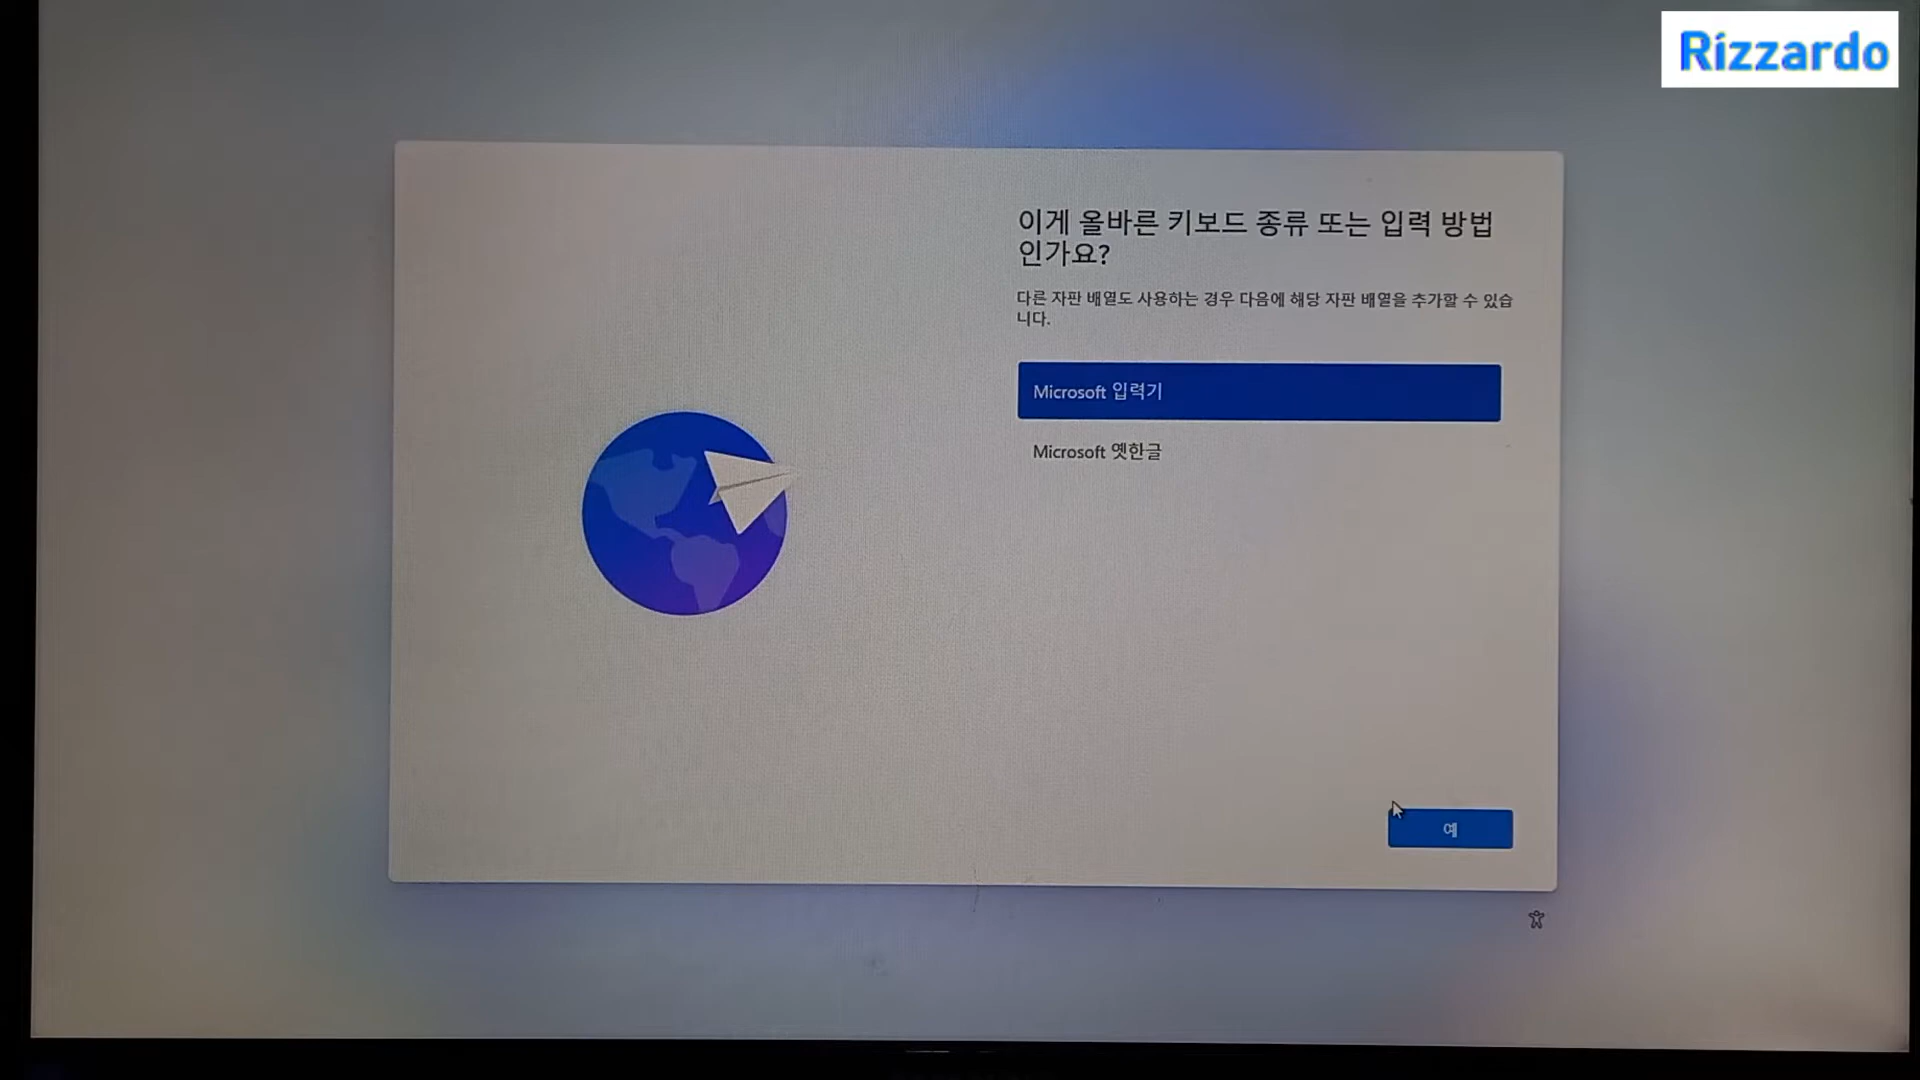 Rizzardo
이게 올바른 키보드 종류 또는 입력 방법
인가요?
다른 자판 배열도 사용하는 경우 다음에 해당 자판 배열을 추가할 수 있습
니다.
Microsoft 입력기
Microsoft 옛한글
예